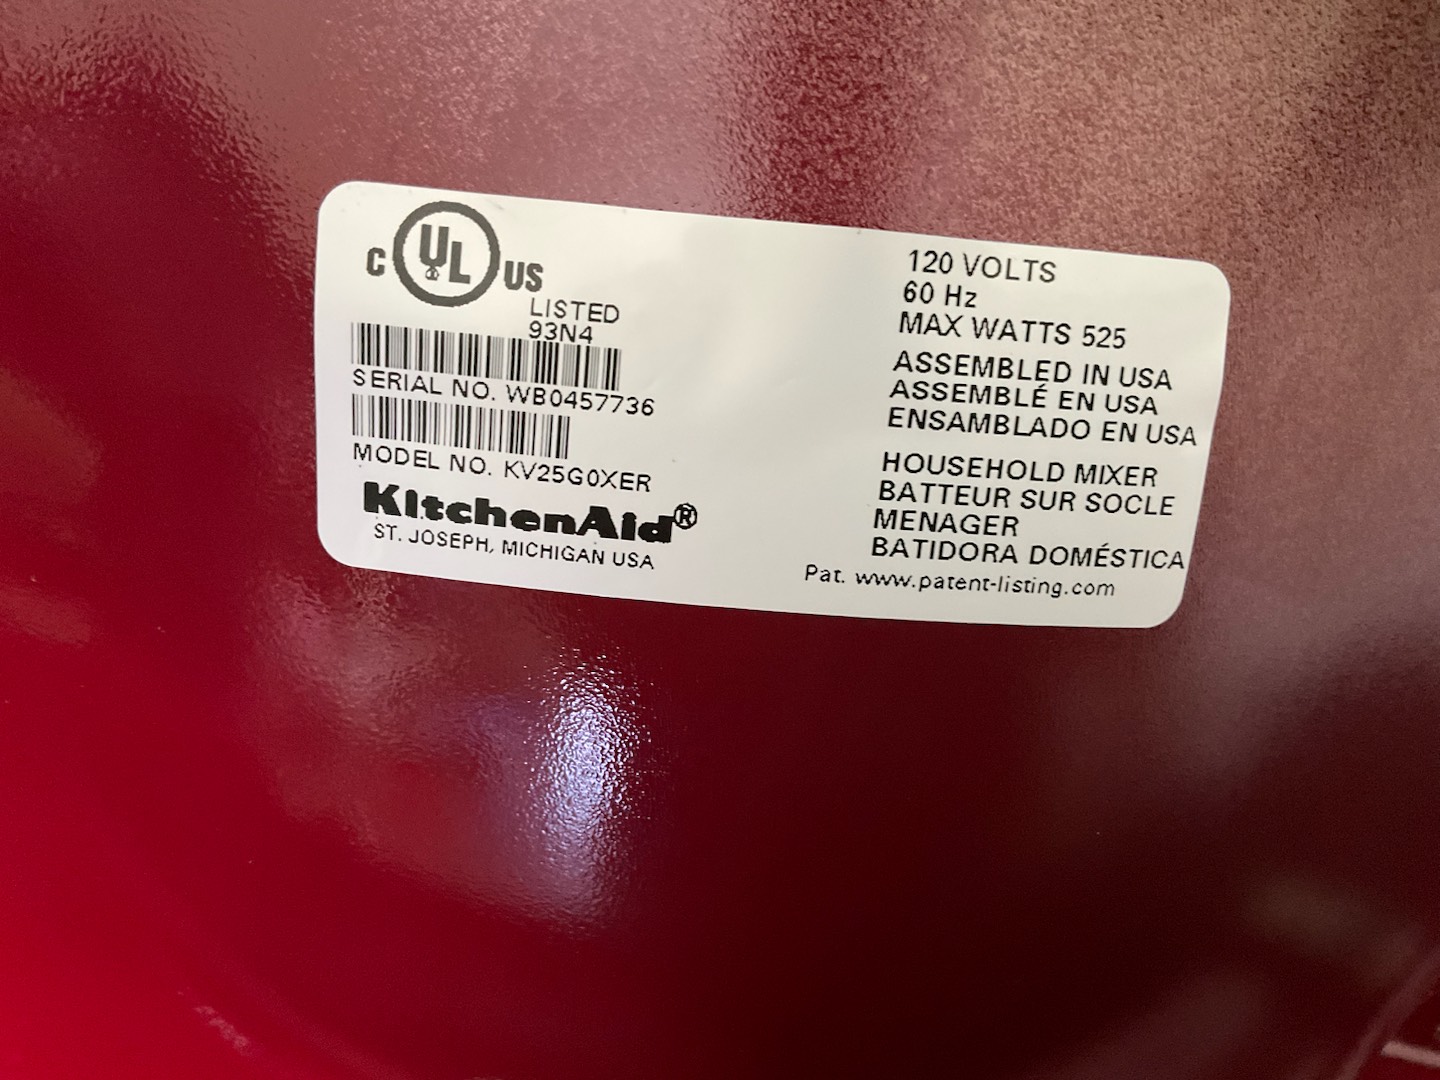 C UL US
LISTED
93N4
SERIAL NO. WB0457736
MODEL NO. KV25G0XER
KitchenAid®
ST. JOSEPH, MICHIGAN USA
120 VOLTS
60 Hz
MAX WATTS 525
ASSEMBLED IN USA
ASSEMBLÉ EN USA
ENSAMBLADO EN USA
HOUSEHOLD MIXER
BATTEUR SUR SOCLE
MENAGER
BATIDORA DOMÉSTICA
Pat. www.patent-listing.com